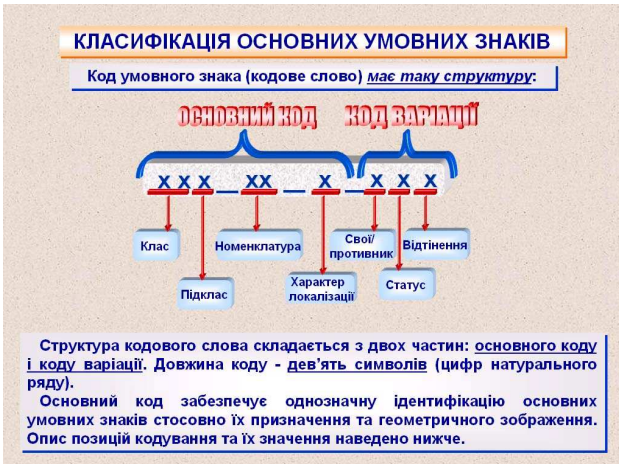 КЛАСИФІКАЦІЯ ОСНОВНИХ УМОВНИХ ЗНАКІВ
Код умовного знака (кодове слово) має таку структуру:
ОСНОВНИЙ КОД КОД ВАРІАЦІЇ
X X X _ XX _ X _ X X X
Клас
Номенклатура
Свої/
противник
Відтінення
Підклас
Характер
локалізації
Статус
Структура кодового слова складається з двох частин: основного коду
і коду варіації. Довжина коду - дев'ять символів (цифр натурального
ряду).
Основний код забезпечує однозначну ідентифікацію основних
умовних знаків стосовно їх призначення та геометричного зображення.
Опис позицій кодування та їх значення наведено нижче.